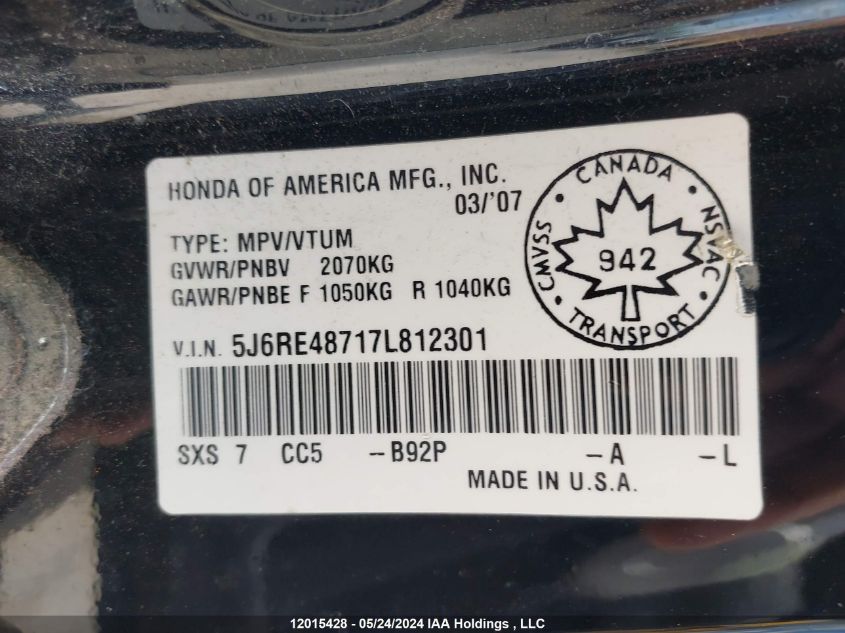 HONDA OF AMERICA MFG., INC.
03/'07
TYPE: MPV/VTUM
GVWR/PNBV 2070KG
GAWR/PNBE F 1050KG R 1040KG
V.I.N. 5J6RE48717L812301
SXS 7 CC5 -B92P -A -L
MADE IN U.S.A.
CANADA
CMVSS
942
NSVAC
TRANSPORT
12015428 - 05/24/2024 IAA Holdings , LLC